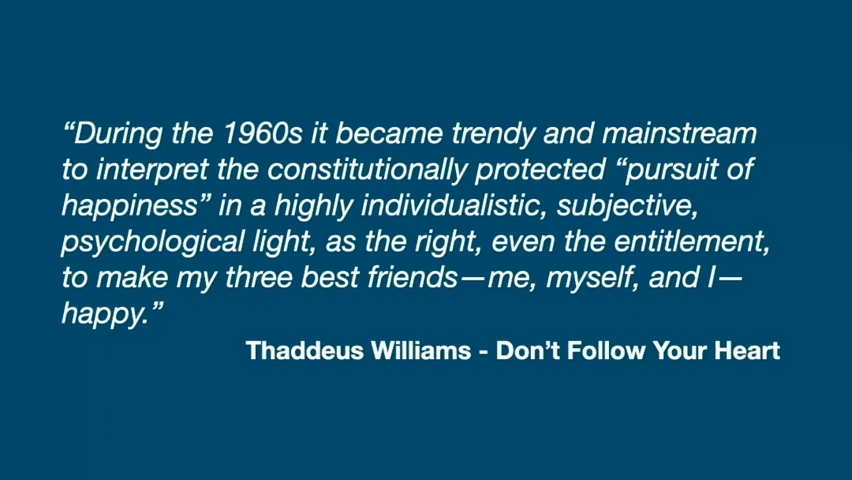 “During the 1960s it became trendy and mainstream
to interpret the constitutionally protected “pursuit of
happiness” in a highly individualistic, subjective,
psychological light, as the right, even the entitlement,
to make my three best friends—me, myself, and I—
happy.”
Thaddeus Williams - Don’t Follow Your Heart